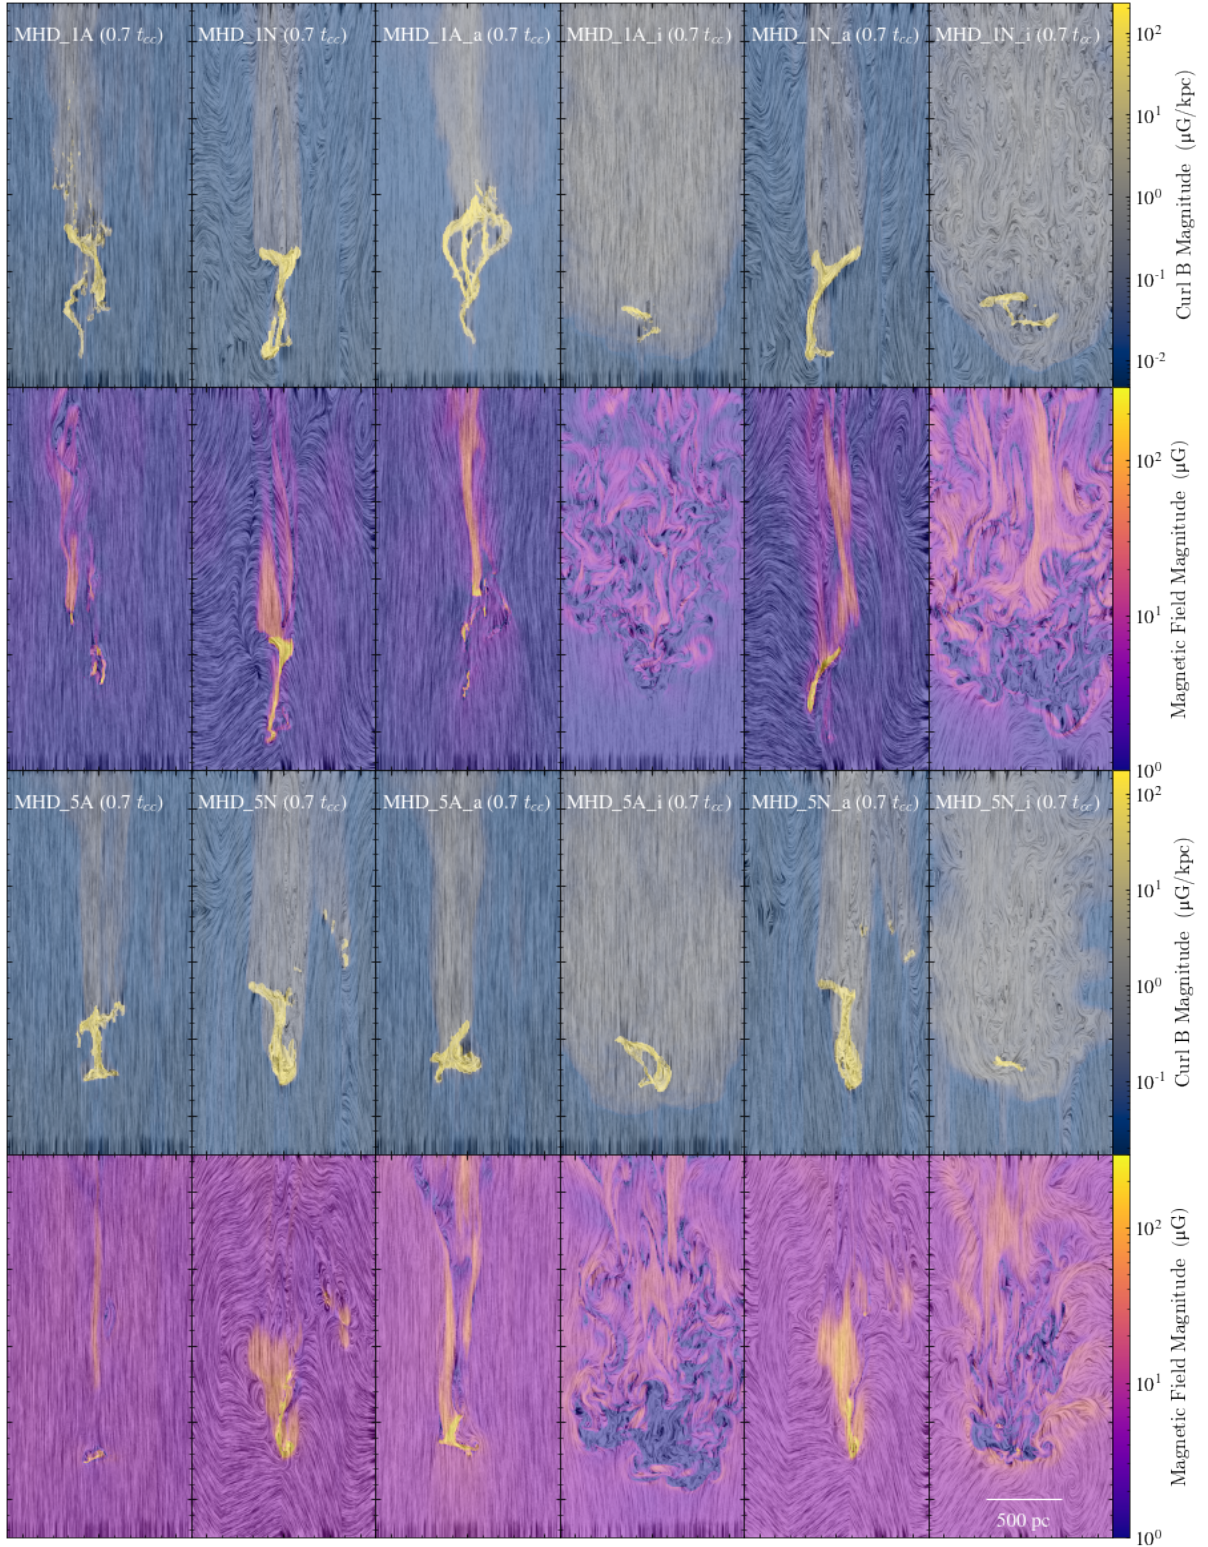 MHD_1A (0.7 t_cc) MHD_1N (0.7 t_cc) MHD_1A_a (0.7 t_cc) MHD_1A_i (0.7 t_cc) MHD_1N_a (0.7 t_cc) MHD_1N_i (0.7 t_cc)
10^2
10^1
10^0
10^-1
10^-2
Curl B Magnitude (μG/kpc)
10^2
10^1
10^0
Magnetic Field Magnitude (μG)
MHD_5A (0.7 t_cc) MHD_5N (0.7 t_cc) MHD_5A_a (0.7 t_cc) MHD_5A_i (0.7 t_cc) MHD_5N_a (0.7 t_cc) MHD_5N_i (0.7 t_cc)
10^2
10^1
10^0
10^-1
Curl B Magnitude (μG/kpc)
10^2
10^1
10^0
Magnetic Field Magnitude (μG)
500 pc